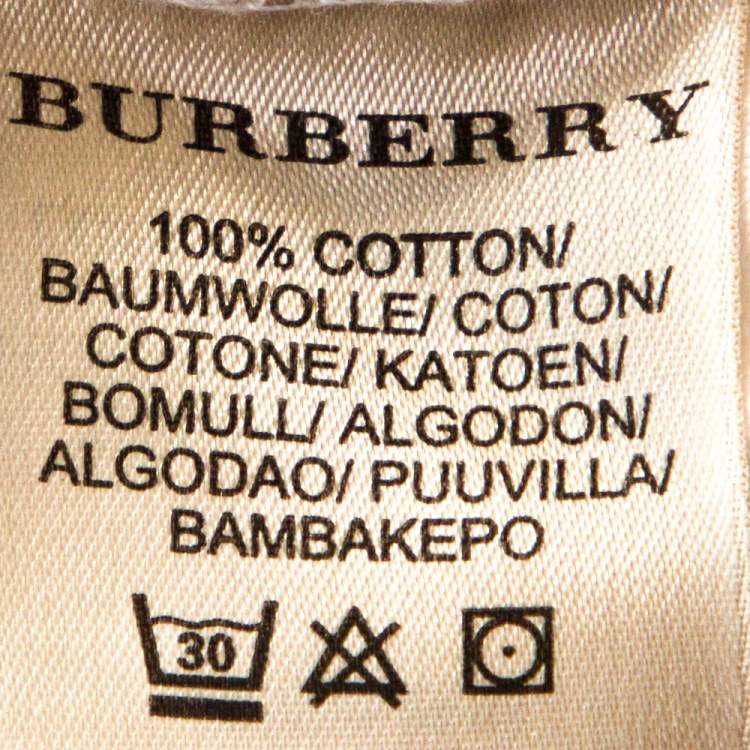 BURBERRY
100% COTTON/
BAUMWOLLE/ COTON/
COTONE/ KATOEN/
BOMULL/ ALGODON/
ALGODAO/ PUUVILLA/
BAMBAKEPO
30